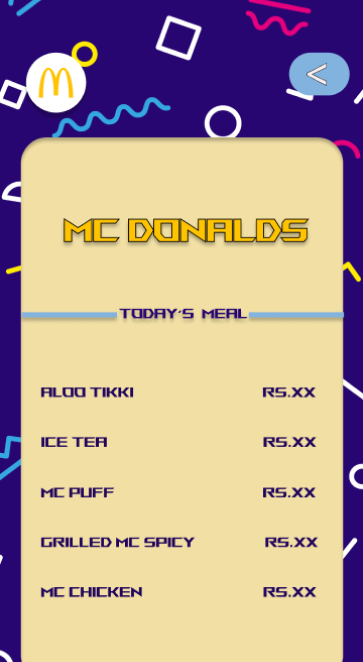 <
MC DONALDS
TODAY'S MEAL
ALOO TIKKI RS.XX
ICE TEA RS.XX
MC PUFF RS.XX
GRILLED MC SPICY RS.XX
MC CHICKEN RS.XX